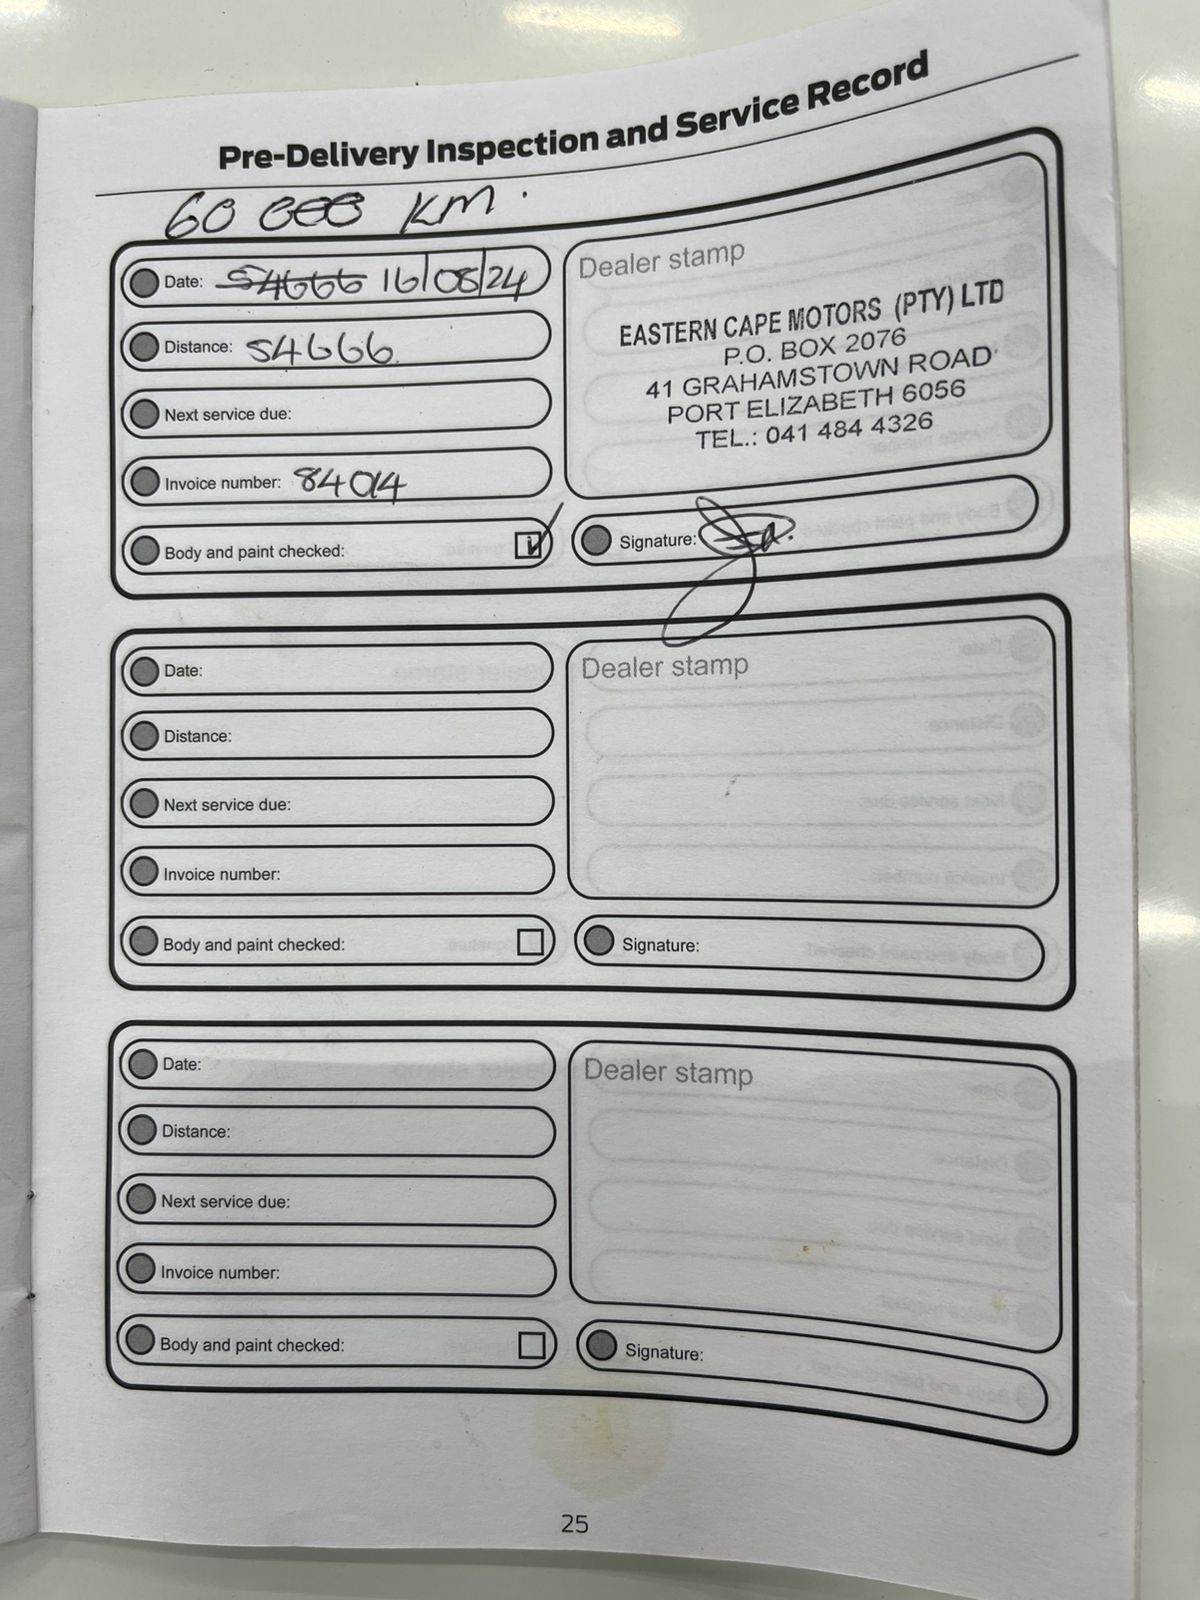 Pre-Delivery Inspection and Service Record
60 000 KM.
Date: 54666 16/08/24
Distance: 54666
Next service due:
Invoice number: 84014
Body and paint checked:
Dealer stamp
EASTERN CAPE MOTORS (PTY) LTD
P.O. BOX 2076
41 GRAHAMSTOWN ROAD
PORT ELIZABETH 6056
TEL.: 041 484 4326
Signature:
Date:
Distance:
Next service due:
Invoice number:
Body and paint checked:
Dealer stamp
Signature:
Date:
Distance:
Next service due:
Invoice number:
Body and paint checked:
Dealer stamp
Signature:
25